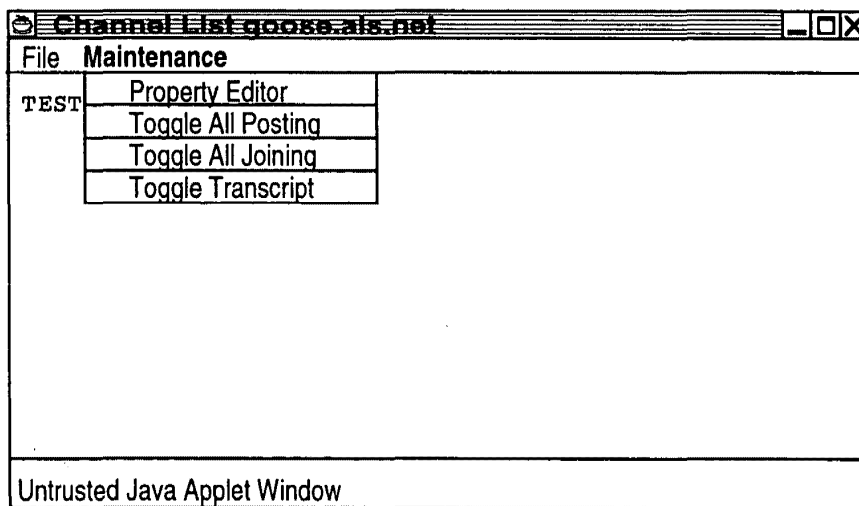 Channel List goose.als.net
File Maintenance
TEST
Property Editor
Toggle All Posting
Toggle All Joining
Toggle Transcript
Untrusted Java Applet Window